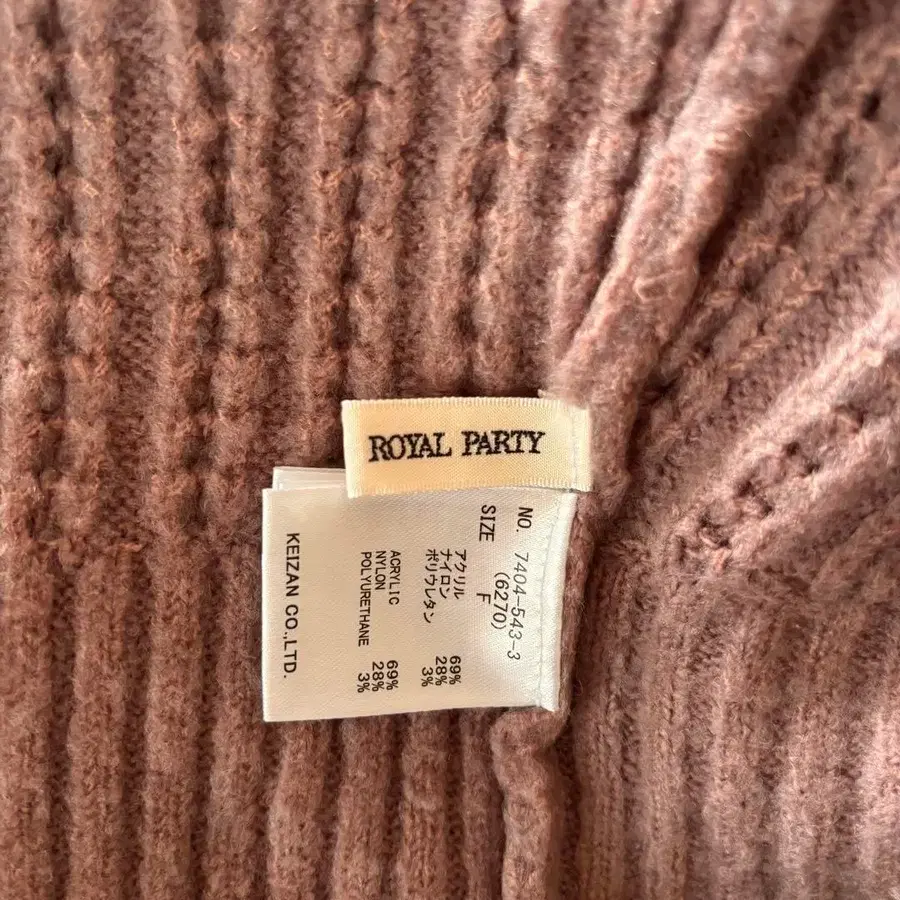 ROYAL PARTY
NO. 7404-543-3
(6270)
SIZE F
アクリル 69%
ナイロン 28%
ポリウレタン 3%
ACRYLIC 69%
NYLON 28%
POLYURETHANE 3%
KEIZAN CO.,LTD.